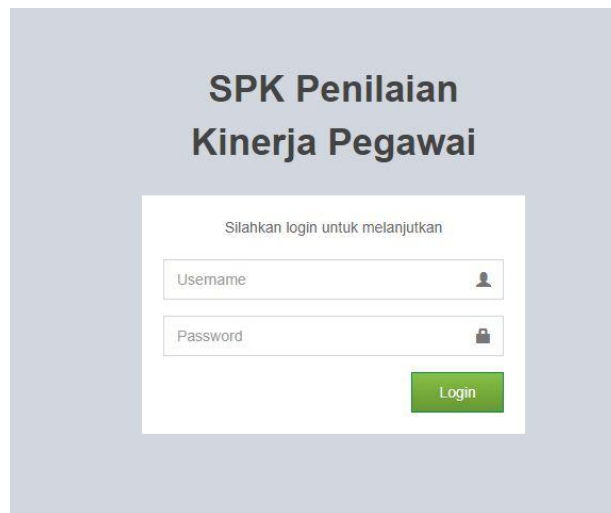 SPK Penilaian
Kinerja Pegawai
Silahkan login untuk melanjutkan
Username
Password
Login